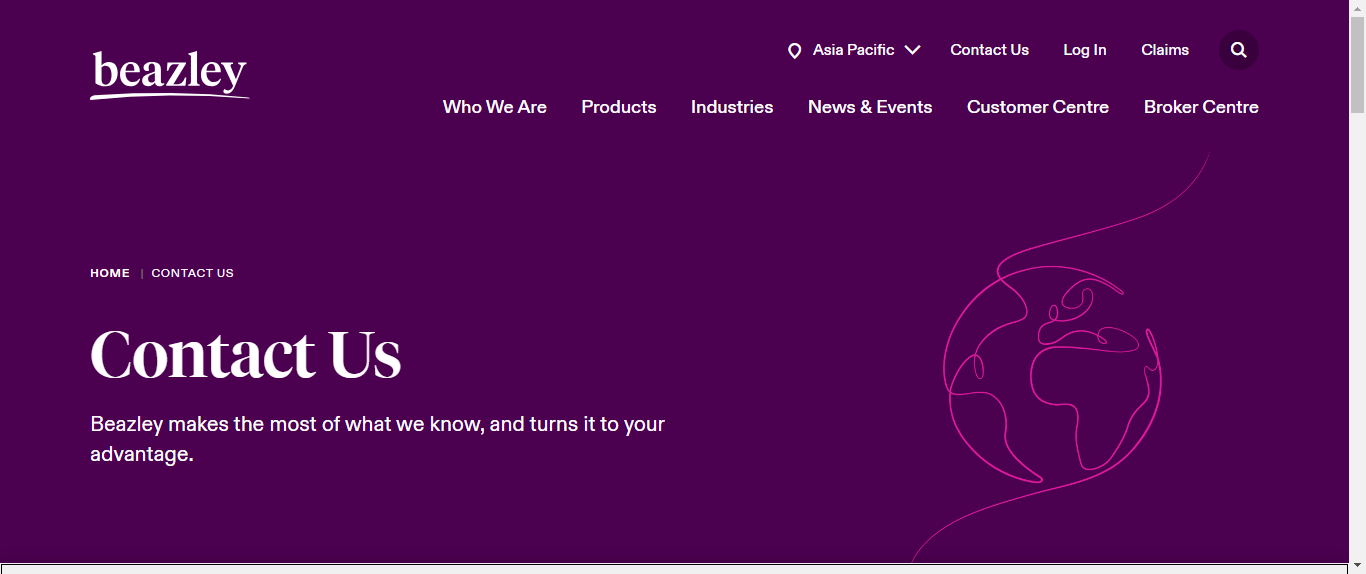 beazley
Asia Pacific
Contact Us
Log In
Claims
Who We Are
Products
Industries
News & Events
Customer Centre
Broker Centre
HOME | CONTACT US
Contact Us
Beazley makes the most of what we know, and turns it to your
advantage.